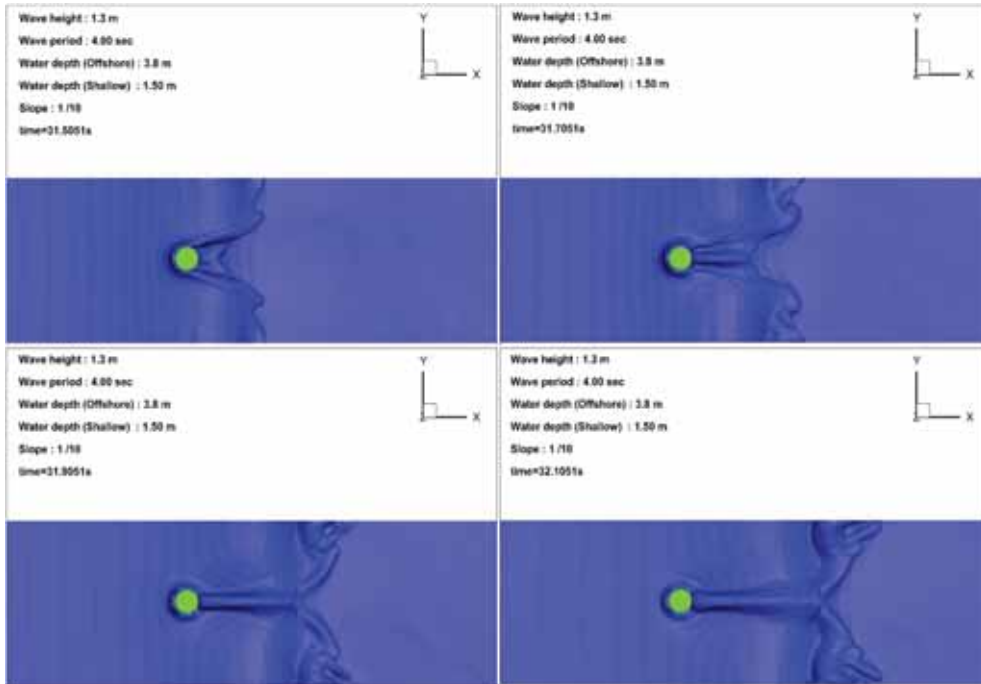 Wave height : 1.3 m
Wave period : 4.00 sec
Water depth (Offshore) : 3.8 m
Water depth (Shallow) : 1.50 m
Slope : 1 /10
time=31.5051s
Y
X
Z
Wave height : 1.3 m
Wave period : 4.00 sec
Water depth (Offshore) : 3.8 m
Water depth (Shallow) : 1.50 m
Slope : 1 /10
time=31.7051s
Y
X
Z
Wave height : 1.3 m
Wave period : 4.00 sec
Water depth (Offshore) : 3.8 m
Water depth (Shallow) : 1.50 m
Slope : 1 /10
time=31.9051s
Y
X
Z
Wave height : 1.3 m
Wave period : 4.00 sec
Water depth (Offshore) : 3.8 m
Water depth (Shallow) : 1.50 m
Slope : 1 /10
time=32.1051s
Y
X
Z